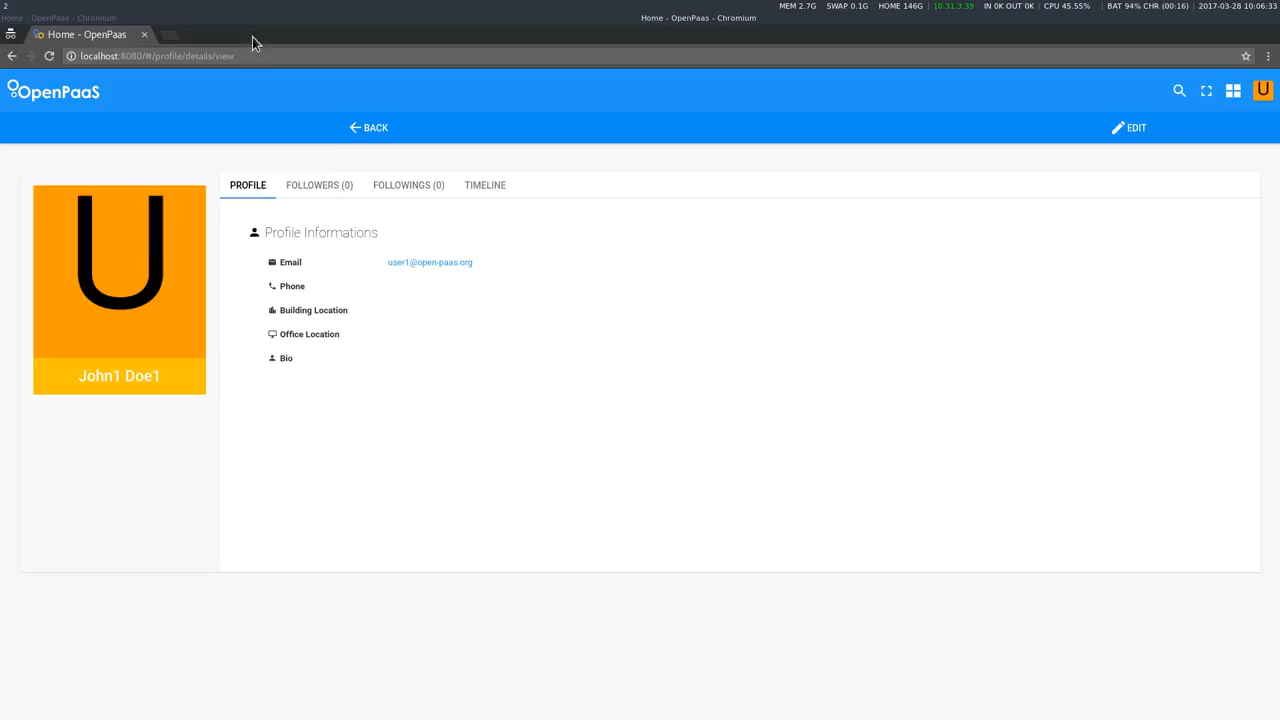 2
MEM 2.7G SWAP 0.1G HOME 146G 10.31.3.39 IN 0K OUT 0K CPU 45.55% | BAT 94% CHR (00:16) | 2017-03-28 10:06:33
Home - OpenPaas - Chromium
Home - OpenPaas - Chromium
Home - OpenPaas
localhost:8080/#/profile/details/view
OpenPaaS
U
BACK
EDIT
U
John1 Doe1
PROFILE FOLLOWERS (0) FOLLOWINGS (0) TIMELINE
Profile Informations
Email user1@open-paas.org
Phone
Building Location
Office Location
Bio